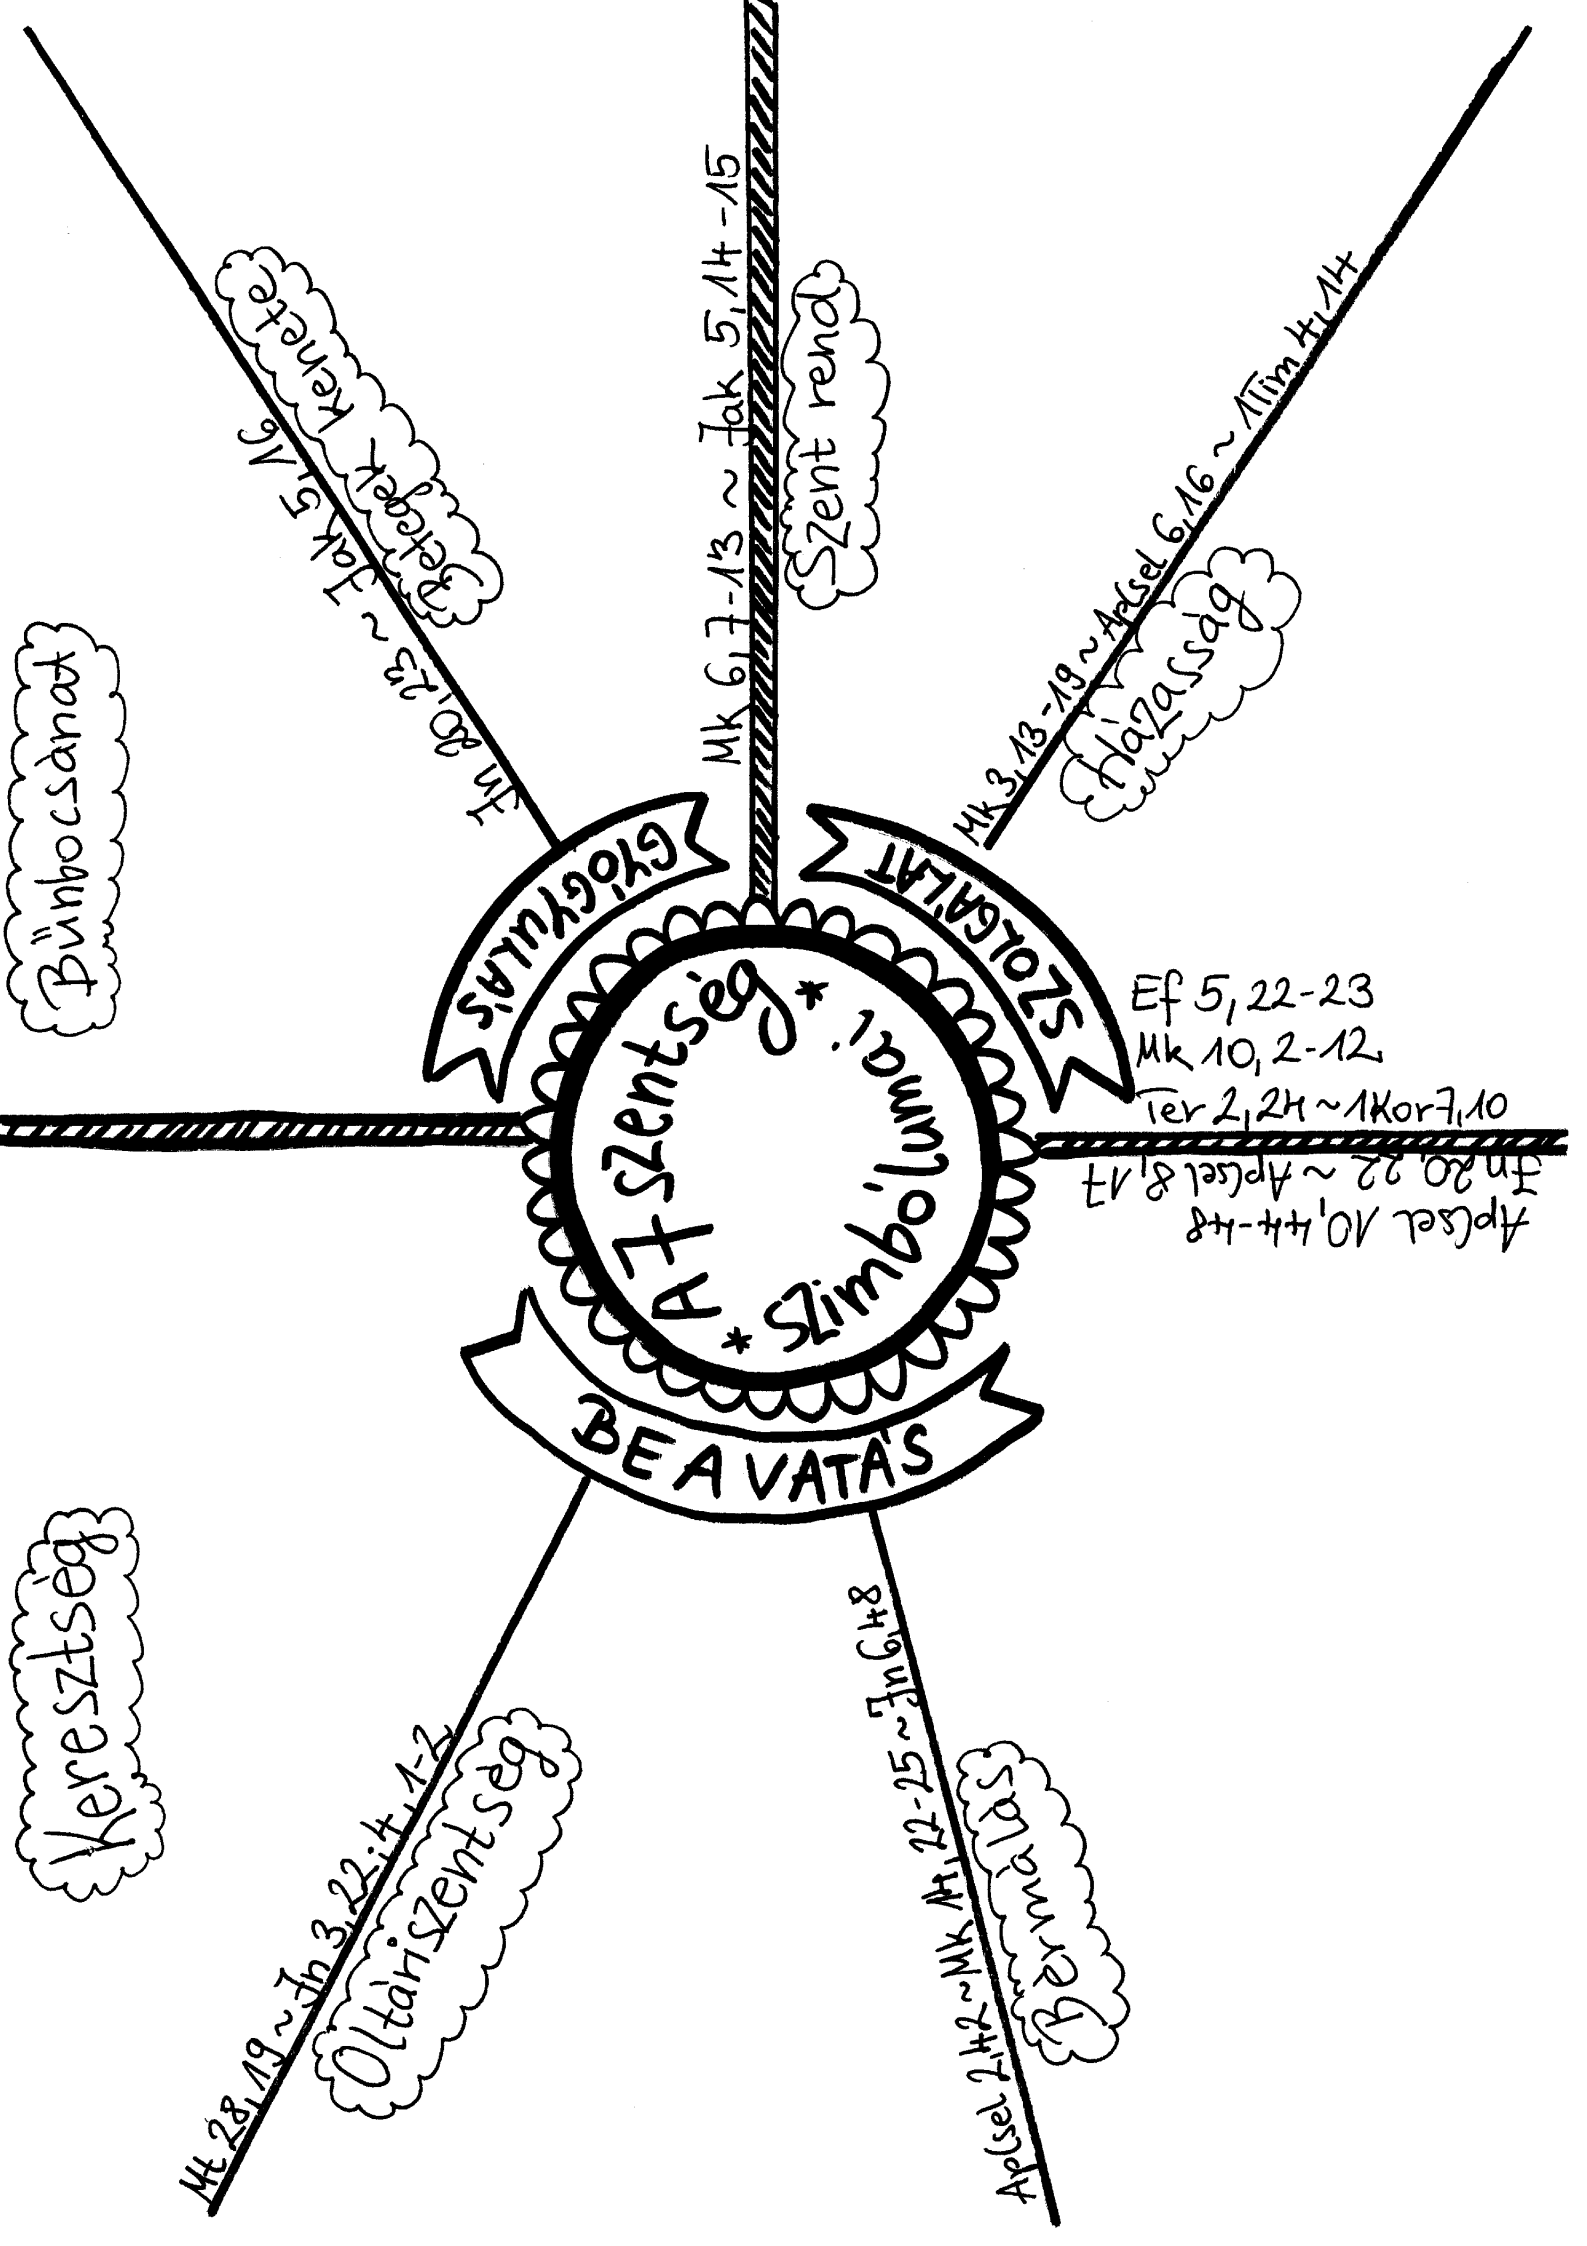 A 7 szentség
* szimbólumai. *
GYÓGYULÁS
SZOLGÁLAT
BEAVATÁS
Bűnbocsánat
Jn 20,23 ~ Jak 5,16
Betegek kenete
Mk 6,7-13 ~ Jak 5,14-15
Szent rend
Mk 3,13-19 ~ ApCsel 6,16 ~ 1Tim 4,14
Házasság
Ef 5,22-23
Mk 10,2-12
Ter 2,24 ~ 1Kor 7,10
Jn 20,22 ~ ApCsel 8,17
ApCsel 10,44-48
Bérmálás
ApCsel 2,42 ~ Mk 14,22-25 ~ Jn 6,48
Oltáriszentség
Mt 28,19 ~ Jn 3,22;4,1-2
Keresztség